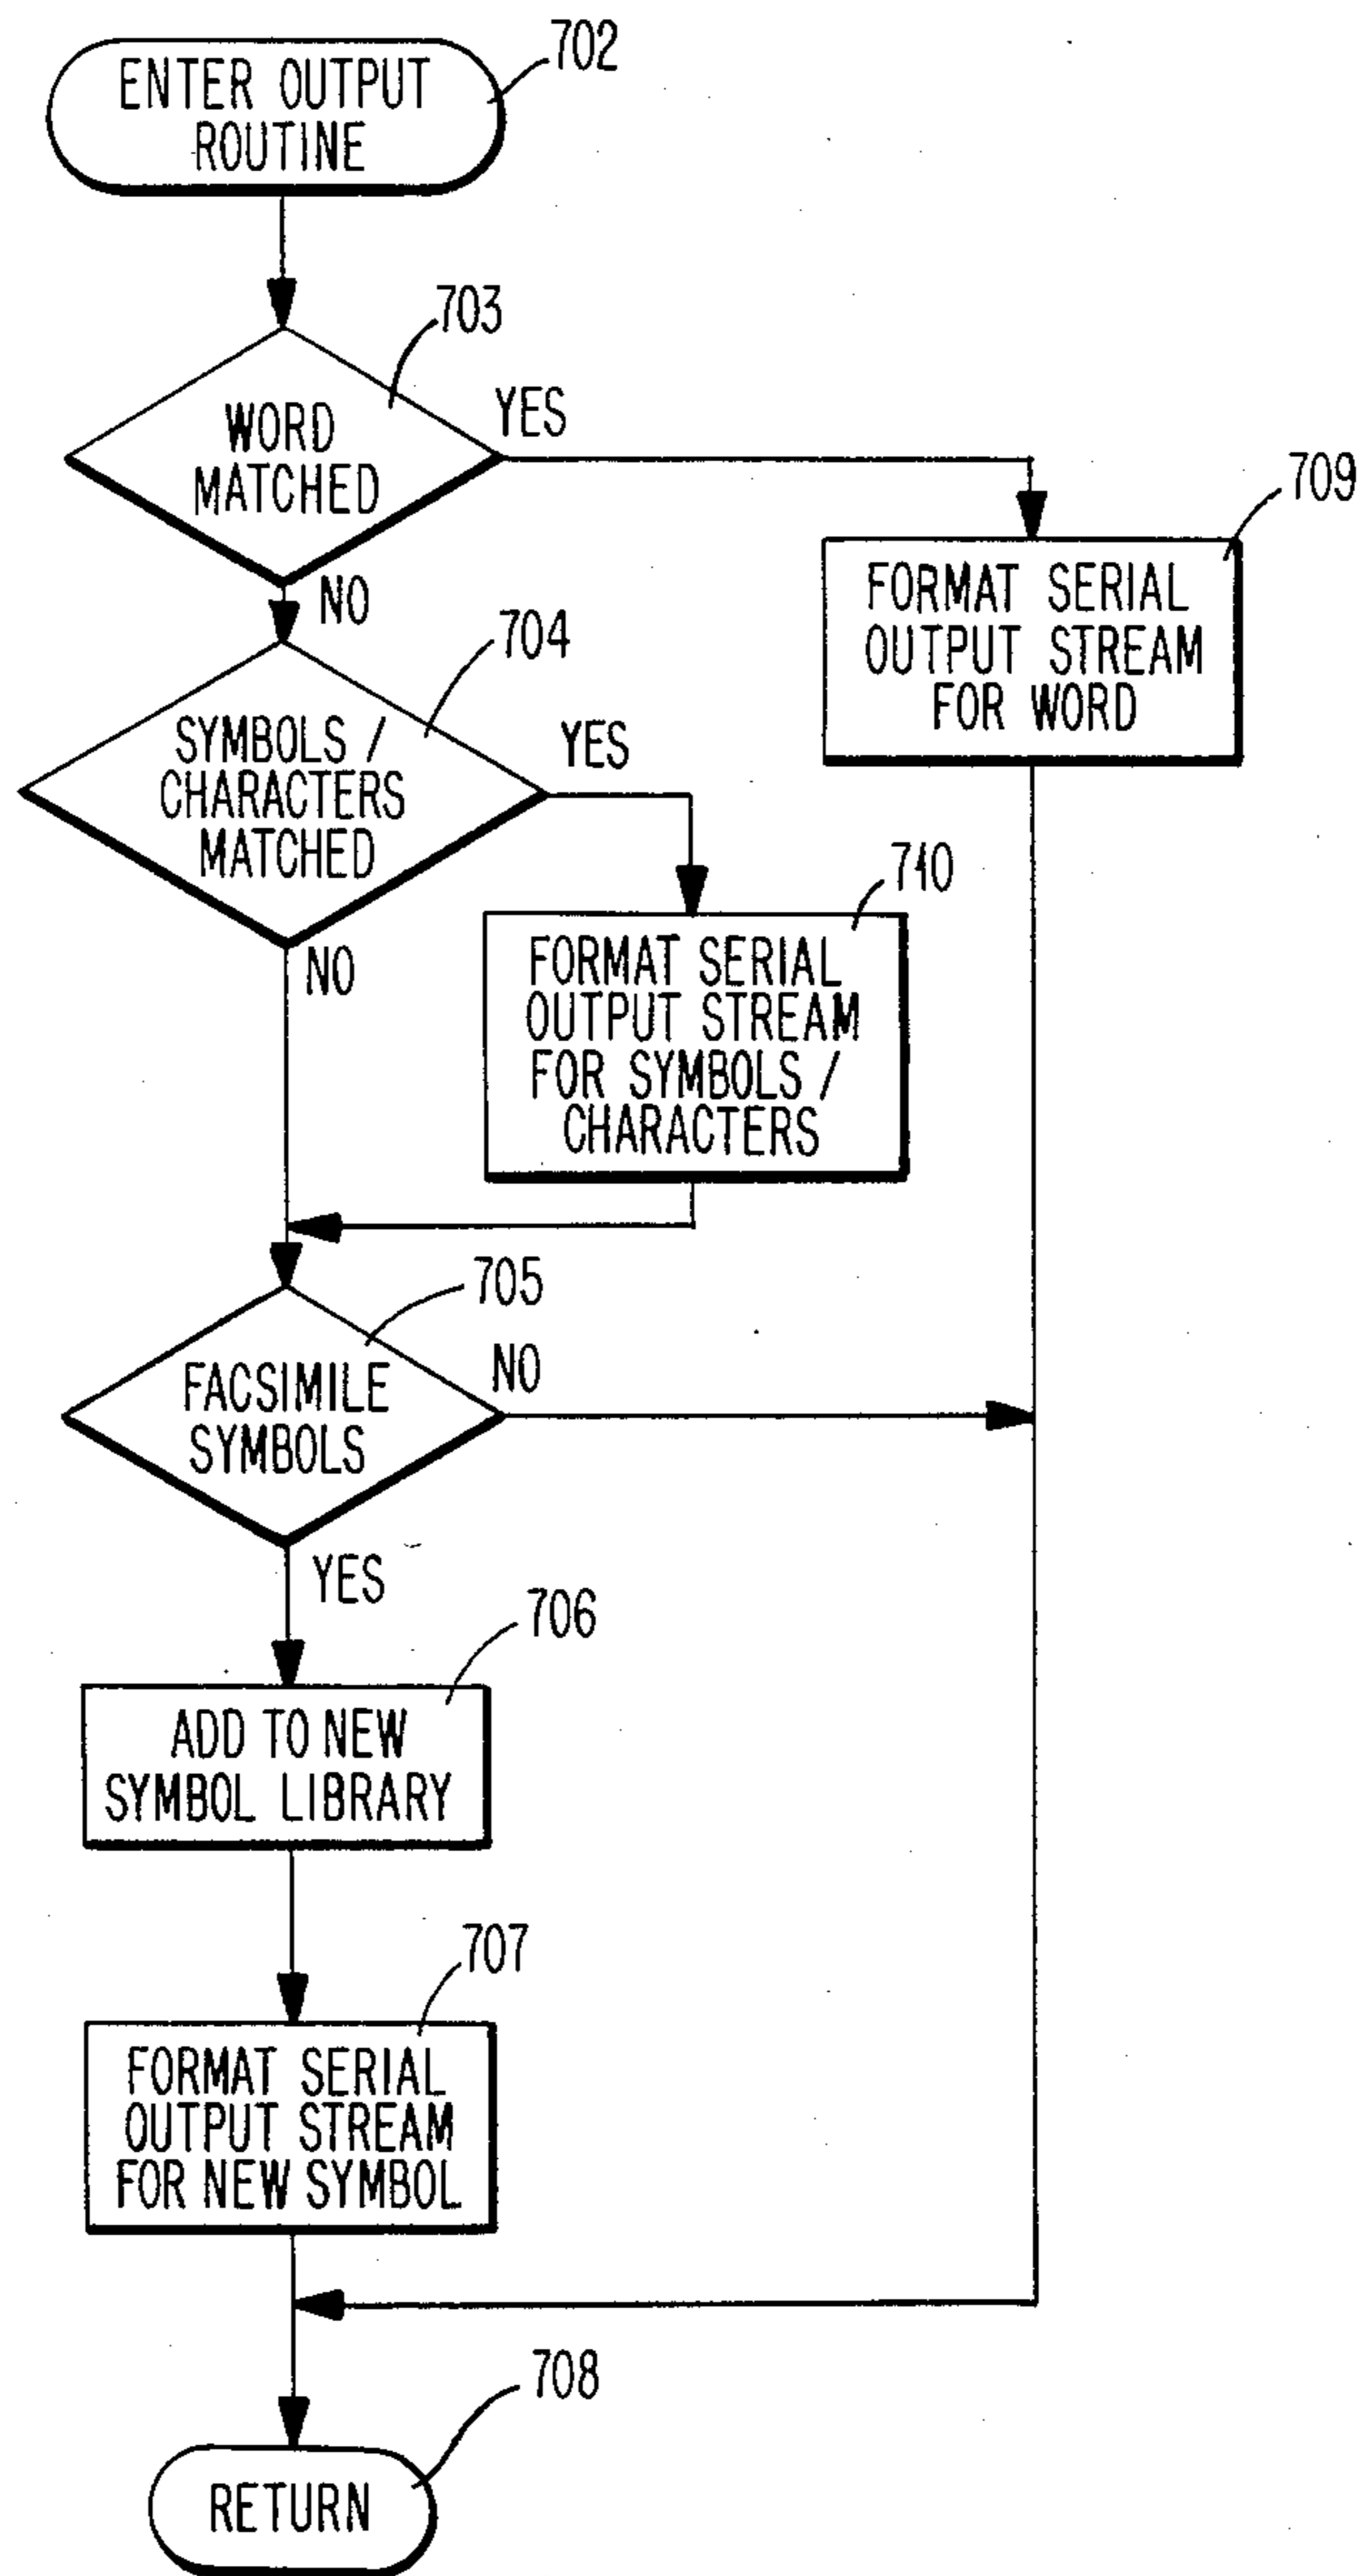 702
ENTER OUTPUT
ROUTINE
703
WORD
MATCHED
YES
NO
709
FORMAT SERIAL
OUTPUT STREAM
FOR WORD
704
SYMBOLS /
CHARACTERS
MATCHED
YES
NO
710
FORMAT SERIAL
OUTPUT STREAM
FOR SYMBOLS /
CHARACTERS
705
FACSIMILE
SYMBOLS
NO
YES
706
ADD TO NEW
SYMBOL LIBRARY
707
FORMAT SERIAL
OUTPUT STREAM
FOR NEW SYMBOL
708
RETURN